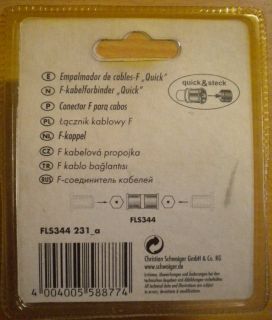 quick&steck
E Empalmador de cables-F „Quick"
N F-kabelforbinder „Quick"
P Conector F para cabos
PL Łącznik kablowy F
NL F-koppel
CZ F kabelová propojka
TR F kablo bağlantısı
RUS F-соединитель кабелей
FLS344
FLS344 231_a
4 004005 588774
Christian Schwaiger GmbH & Co. KG
www.schwaiger.de